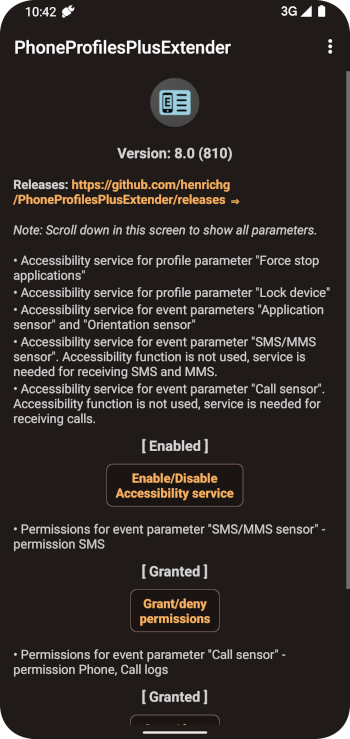 10:42
3G
PhoneProfilesPlusExtender
E
Version: 8.0 (810)
Releases: https://github.com/henrichg
/PhoneProfilesPlusExtender/releases ⇒
Note: Scroll down in this screen to show all parameters.
• Accessibility service for profile parameter "Force stop
applications"
• Accessibility service for profile parameter "Lock device"
• Accessibility service for event parameters "Application
sensor" and "Orientation sensor"
• Accessibility service for event parameter "SMS/MMS
sensor". Accessibility function is not used, service is
needed for receiving SMS and MMS.
• Accessibility service for event parameter "Call sensor".
Accessibility function is not used, service is needed for
receiving calls.
[ Enabled ]
Enable/Disable
Accessibility service
• Permissions for event parameter "SMS/MMS sensor" -
permission SMS
[ Granted ]
Grant/deny
permissions
• Permissions for event parameter "Call sensor" -
permission Phone, Call logs
[ Granted ]